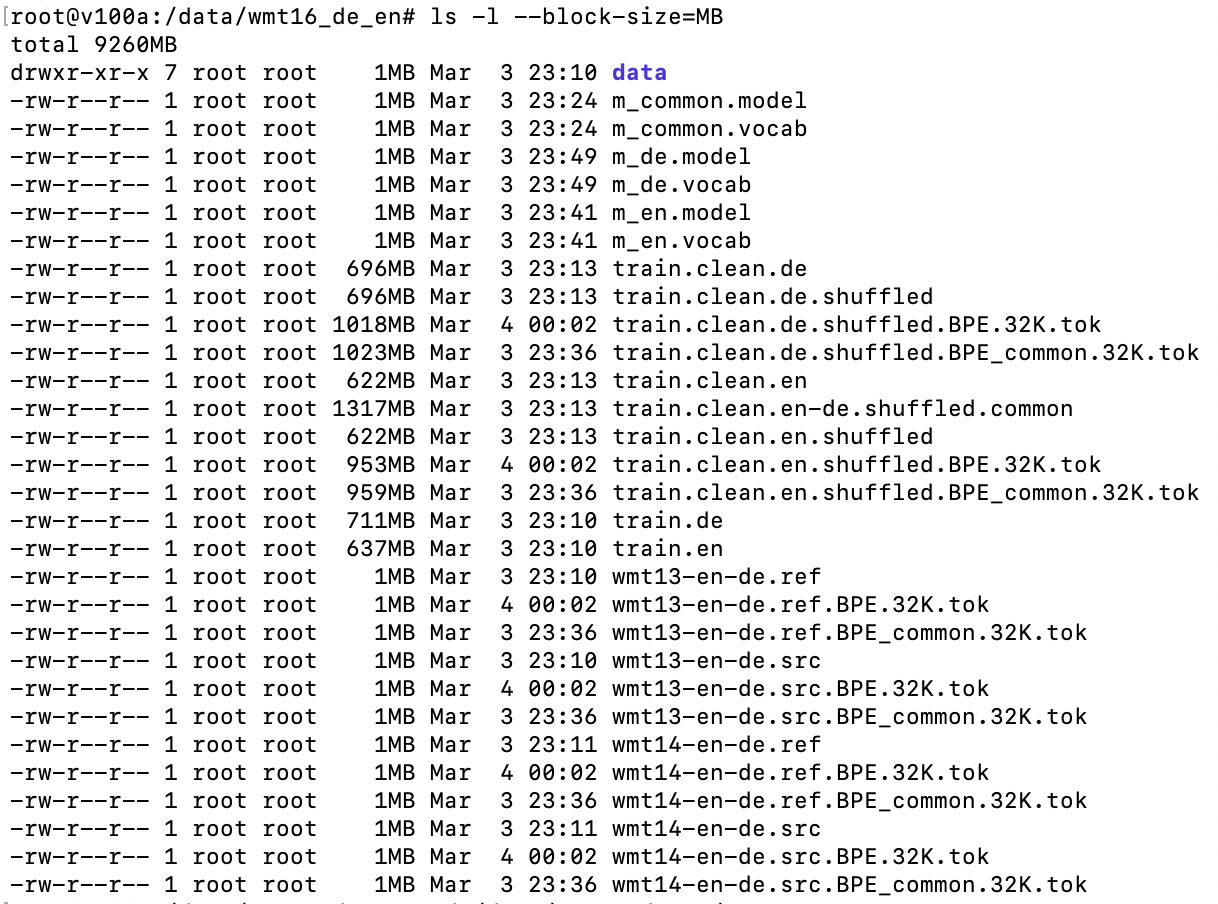 [root@v100a:/data/wmt16_de_en# ls -l --block-size=MB
total 9260MB
drwxr-xr-x 7 root root    1MB Mar  3 23:10 data
-rw-r--r-- 1 root root    1MB Mar  3 23:24 m_common.model
-rw-r--r-- 1 root root    1MB Mar  3 23:24 m_common.vocab
-rw-r--r-- 1 root root    1MB Mar  3 23:49 m_de.model
-rw-r--r-- 1 root root    1MB Mar  3 23:49 m_de.vocab
-rw-r--r-- 1 root root    1MB Mar  3 23:41 m_en.model
-rw-r--r-- 1 root root    1MB Mar  3 23:41 m_en.vocab
-rw-r--r-- 1 root root  696MB Mar  3 23:13 train.clean.de
-rw-r--r-- 1 root root  696MB Mar  3 23:13 train.clean.de.shuffled
-rw-r--r-- 1 root root 1018MB Mar  4 00:02 train.clean.de.shuffled.BPE.32K.tok
-rw-r--r-- 1 root root 1023MB Mar  3 23:36 train.clean.de.shuffled.BPE_common.32K.tok
-rw-r--r-- 1 root root  622MB Mar  3 23:13 train.clean.en
-rw-r--r-- 1 root root 1317MB Mar  3 23:13 train.clean.en-de.shuffled.common
-rw-r--r-- 1 root root  622MB Mar  3 23:13 train.clean.en.shuffled
-rw-r--r-- 1 root root  953MB Mar  4 00:02 train.clean.en.shuffled.BPE.32K.tok
-rw-r--r-- 1 root root  959MB Mar  3 23:36 train.clean.en.shuffled.BPE_common.32K.tok
-rw-r--r-- 1 root root  711MB Mar  3 23:10 train.de
-rw-r--r-- 1 root root  637MB Mar  3 23:10 train.en
-rw-r--r-- 1 root root    1MB Mar  3 23:10 wmt13-en-de.ref
-rw-r--r-- 1 root root    1MB Mar  4 00:02 wmt13-en-de.ref.BPE.32K.tok
-rw-r--r-- 1 root root    1MB Mar  3 23:36 wmt13-en-de.ref.BPE_common.32K.tok
-rw-r--r-- 1 root root    1MB Mar  3 23:10 wmt13-en-de.src
-rw-r--r-- 1 root root    1MB Mar  4 00:02 wmt13-en-de.src.BPE.32K.tok
-rw-r--r-- 1 root root    1MB Mar  3 23:36 wmt13-en-de.src.BPE_common.32K.tok
-rw-r--r-- 1 root root    1MB Mar  3 23:11 wmt14-en-de.ref
-rw-r--r-- 1 root root    1MB Mar  4 00:02 wmt14-en-de.ref.BPE.32K.tok
-rw-r--r-- 1 root root    1MB Mar  3 23:36 wmt14-en-de.ref.BPE_common.32K.tok
-rw-r--r-- 1 root root    1MB Mar  3 23:11 wmt14-en-de.src
-rw-r--r-- 1 root root    1MB Mar  4 00:02 wmt14-en-de.src.BPE.32K.tok
-rw-r--r-- 1 root root    1MB Mar  3 23:36 wmt14-en-de.src.BPE_common.32K.tok